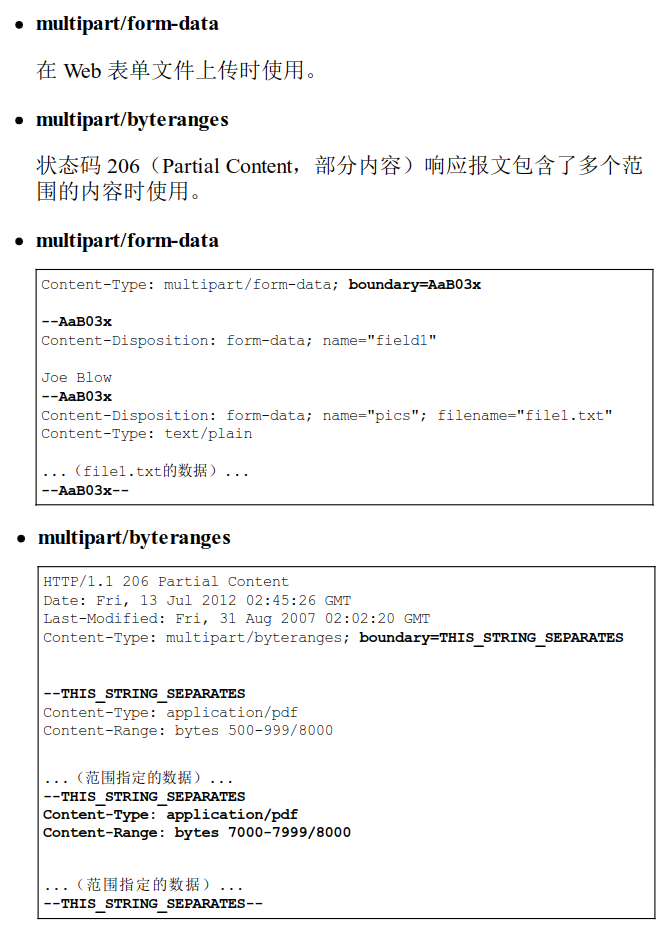 • multipart/form-data
在 Web 表单文件上传时使用。
• multipart/byteranges
状态码 206（Partial Content，部分内容）响应报文包含了多个范
围的内容时使用。
• multipart/form-data
Content-Type: multipart/form-data; boundary=AaB03x
--AaB03x
Content-Disposition: form-data; name="field1"
Joe Blow
--AaB03x
Content-Disposition: form-data; name="pics"; filename="file1.txt"
Content-Type: text/plain
...（file1.txt的数据）...
--AaB03x--
• multipart/byteranges
HTTP/1.1 206 Partial Content
Date: Fri, 13 Jul 2012 02:45:26 GMT
Last-Modified: Fri, 31 Aug 2007 02:02:20 GMT
Content-Type: multipart/byteranges; boundary=THIS_STRING_SEPARATES
--THIS_STRING_SEPARATES
Content-Type: application/pdf
Content-Range: bytes 500-999/8000
...（范围指定的数据）...
--THIS_STRING_SEPARATES
Content-Type: application/pdf
Content-Range: bytes 7000-7999/8000
...（范围指定的数据）...
--THIS_STRING_SEPARATES--